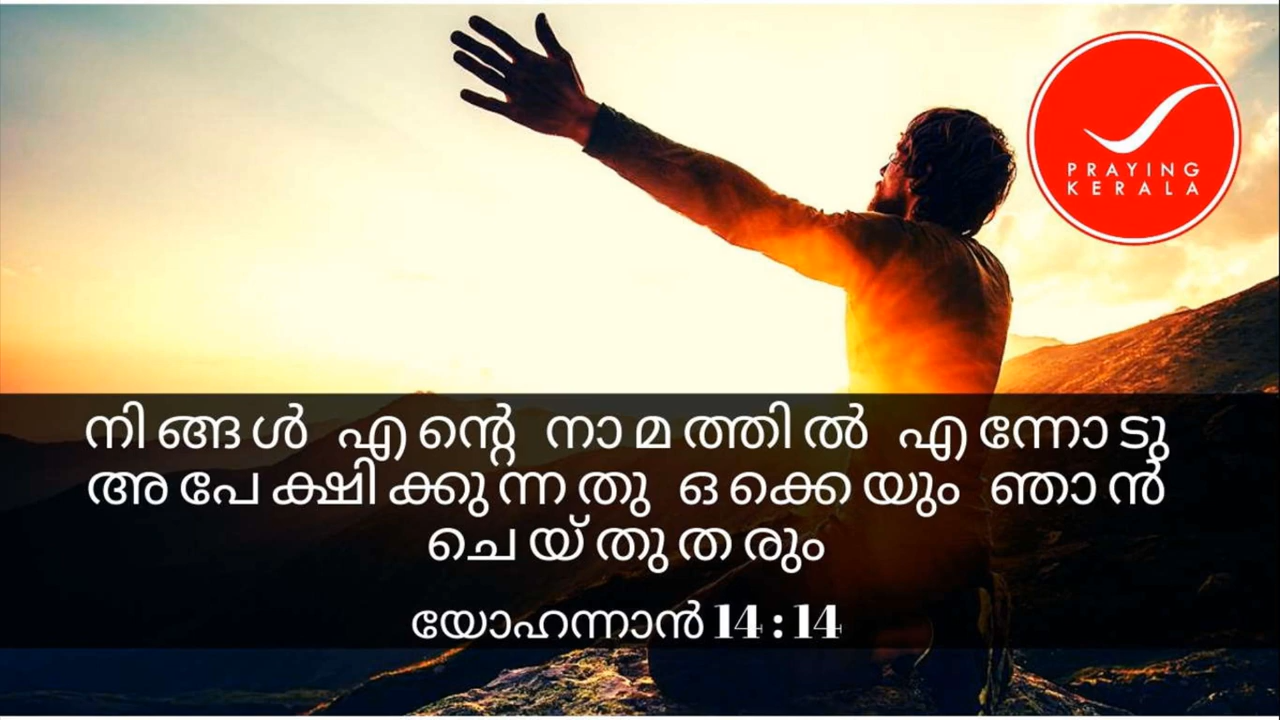 PRAYING
KERALA
നിങ്ങൾ എന്റെ നാമത്തിൽ എന്നോടു
അപേക്ഷിക്കുന്നതു ഒക്കെയും ഞാൻ
ചെയ്തുതരും
യോഹന്നാൻ 14:14